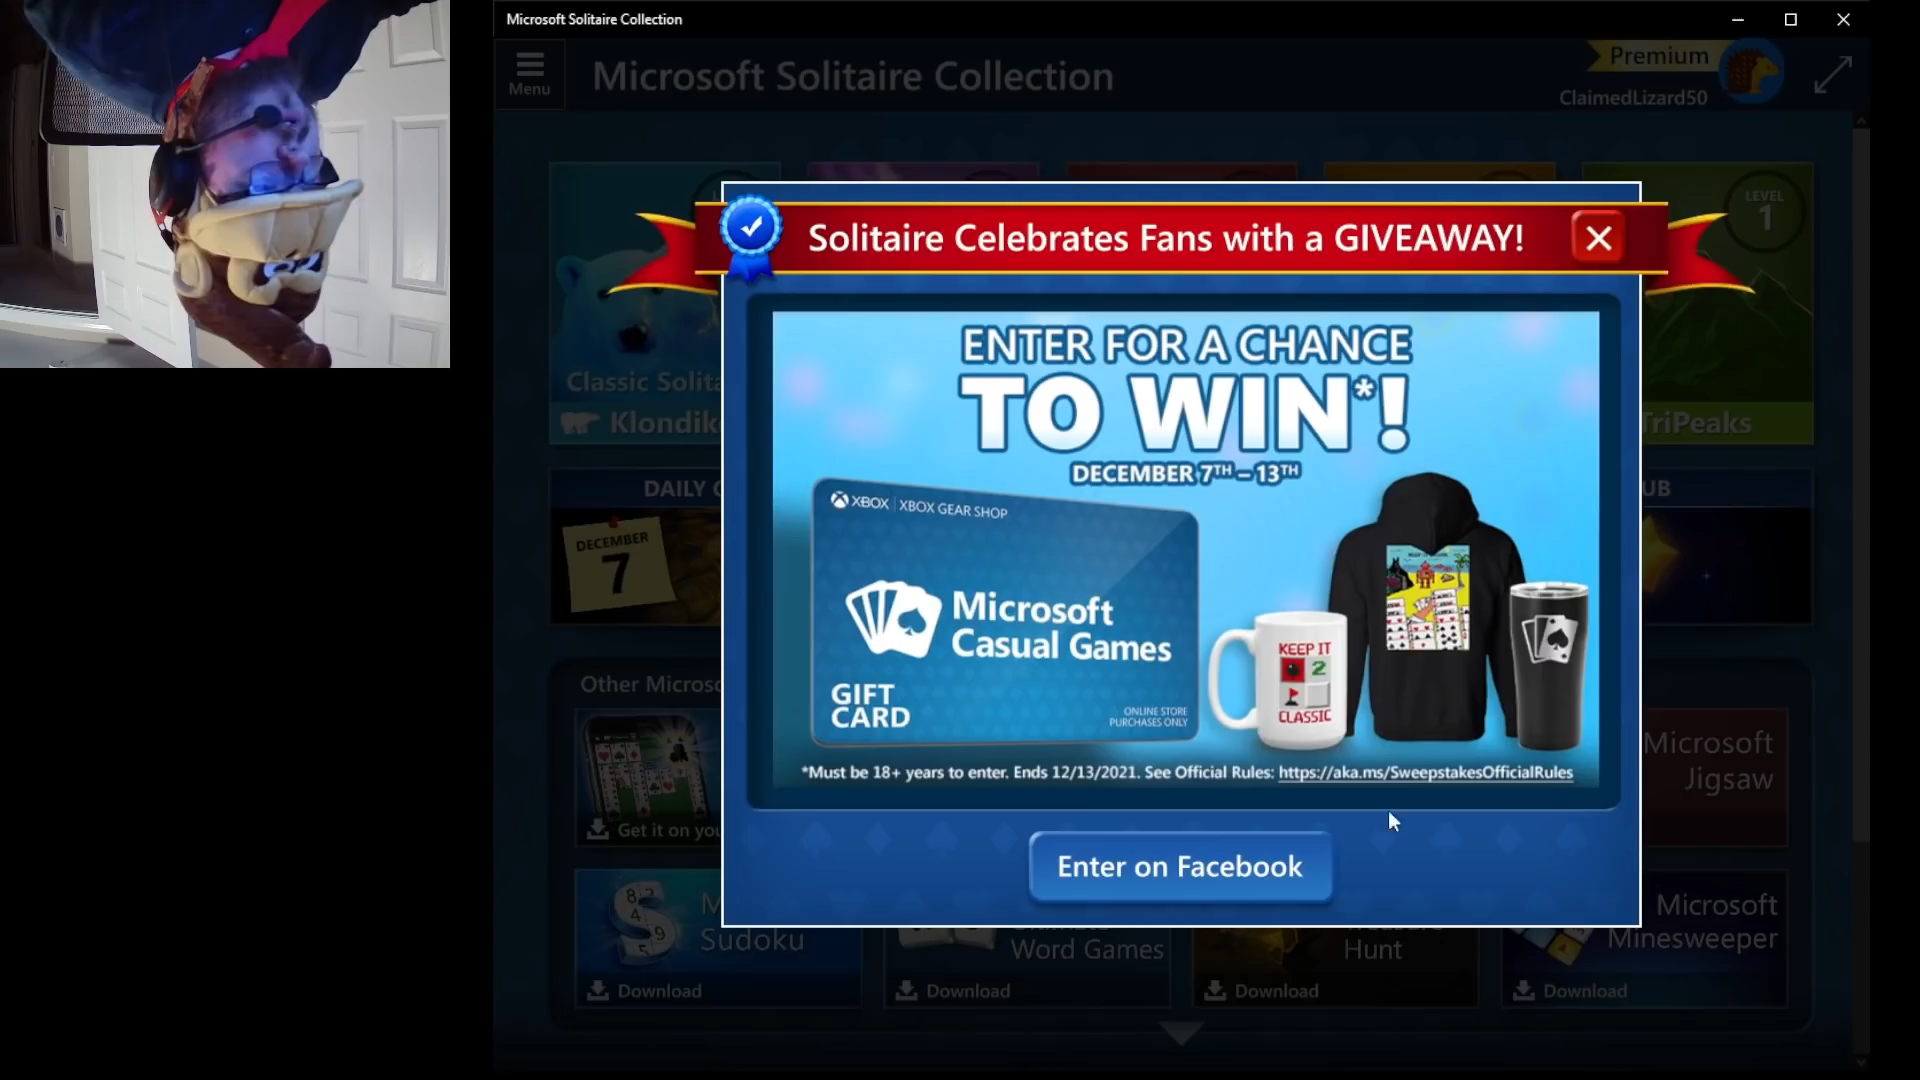 Microsoft Solitaire Collection
Menu
Microsoft Solitaire Collection
Premium
ClaimedLizard50
LEVEL
1
Solitaire Celebrates Fans with a GIVEAWAY!
ENTER FOR A CHANCE
TO WIN*!
DECEMBER 7TH – 13TH
XBOX | XBOX GEAR SHOP
Microsoft
Casual Games
GIFT
CARD
ONLINE STORE
PURCHASES ONLY
KEEP IT
2
CLASSIC
*Must be 18+ years to enter. Ends 12/13/2021. See Official Rules: https://aka.ms/SweepstakesOfficialRules
Enter on Facebook
Classic Solita
Klondik
TriPeaks
DAILY C
UB
DECEMBER
7
Other Microso
Get it on you
Microsoft
Jigsaw
M
Sudoku
Download
Ultimate
Word Games
Download
Treasure
Hunt
Download
Microsoft
Minesweeper
Download